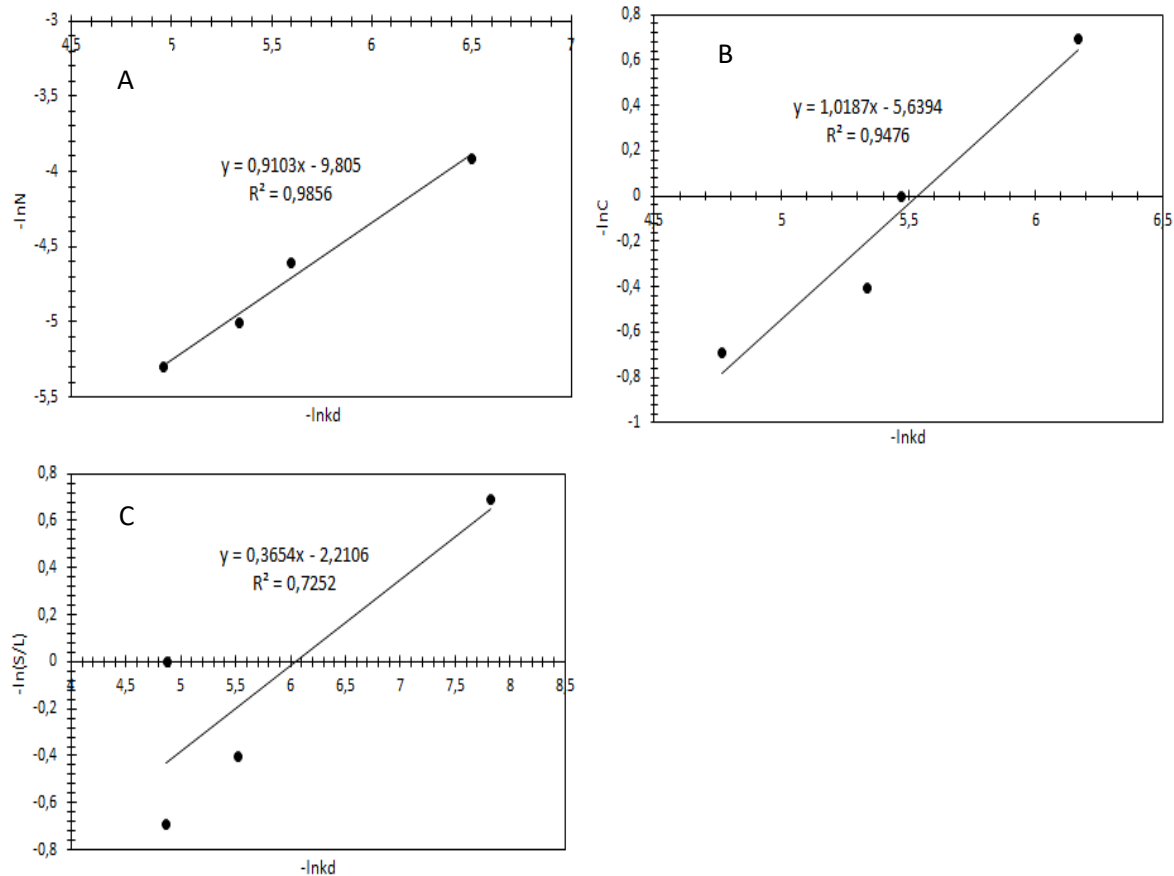 A
-3
4,5 5 5,5 6 6,5 7
-3,5
-4
-4,5
-5
-5,5
y = 0,9103x - 9,805
R² = 0,9856
-lnN
-lnkd
B
0,8
0,6
0,4
0,2
0
4,5 5 5,5 6 6,5
-0,2
-0,4
-0,6
-0,8
-1
y = 1,0187x - 5,6394
R² = 0,9476
-lnC
-lnkd
C
0,8
0,6
0,4
0,2
0
4 4,5 5 5,5 6 6,5 7 7,5 8 8,5
-0,2
-0,4
-0,6
-0,8
y = 0,3654x - 2,2106
R² = 0,7252
-ln(S/L)
-lnkd